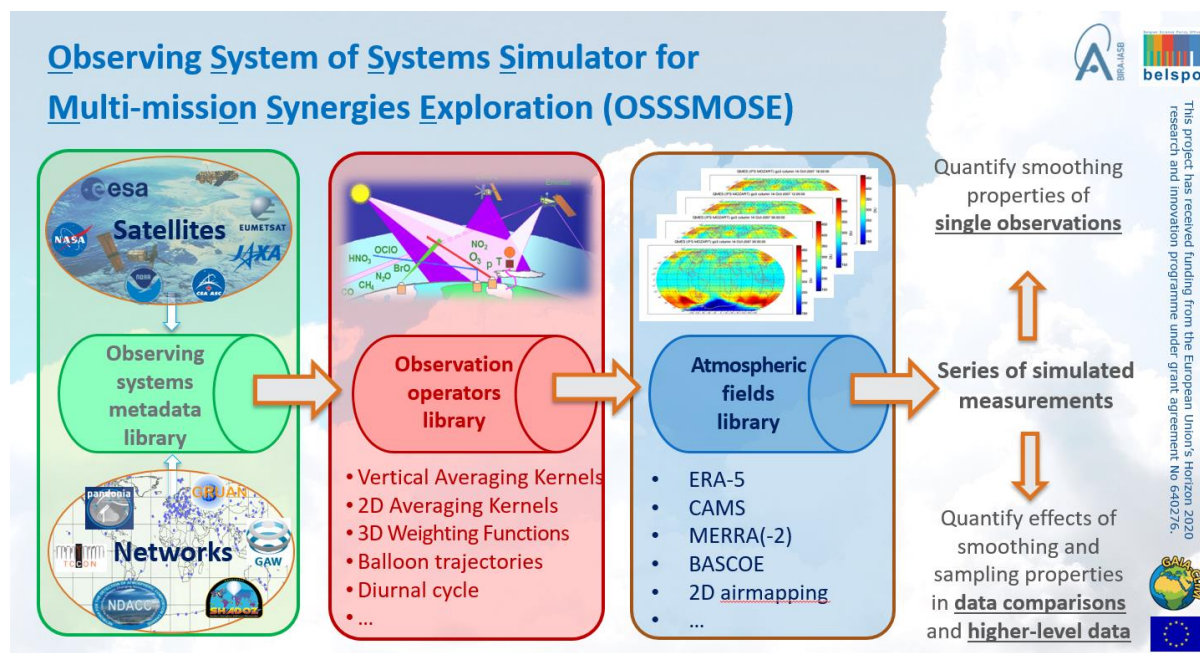 Observing System of Systems Simulator for
Multi-mission Synergies Exploration (OSSSMOSE)
BIRA-IASB
belspo
This project has received funding from the European Union's Horizon 2020
research and innovation programme under grant agreement No 640276.
esa
Satellites
NASA
EUMETSAT
JAXA
noaa
CSA ASC
Observing
systems
metadata
library
pandonia
GRUAN
Networks
TCCON
GAW
NDACC
SHADOZ
OClO
HNO3
BrO
N2O
CH4
CO
NO2
O3
P
T
Observation
operators
library
• Vertical Averaging Kernels
• 2D Averaging Kernels
• 3D Weighting Functions
• Balloon trajectories
• Diurnal cycle
• ...
Atmospheric
fields
library
• ERA-5
• CAMS
• MERRA(-2)
• BASCOE
• 2D airmapping
• ...
Quantify smoothing
properties of
single observations
Series of simulated
measurements
Quantify effects of
smoothing and
sampling properties
in data comparisons
and higher-level data
GAIA-CLIM